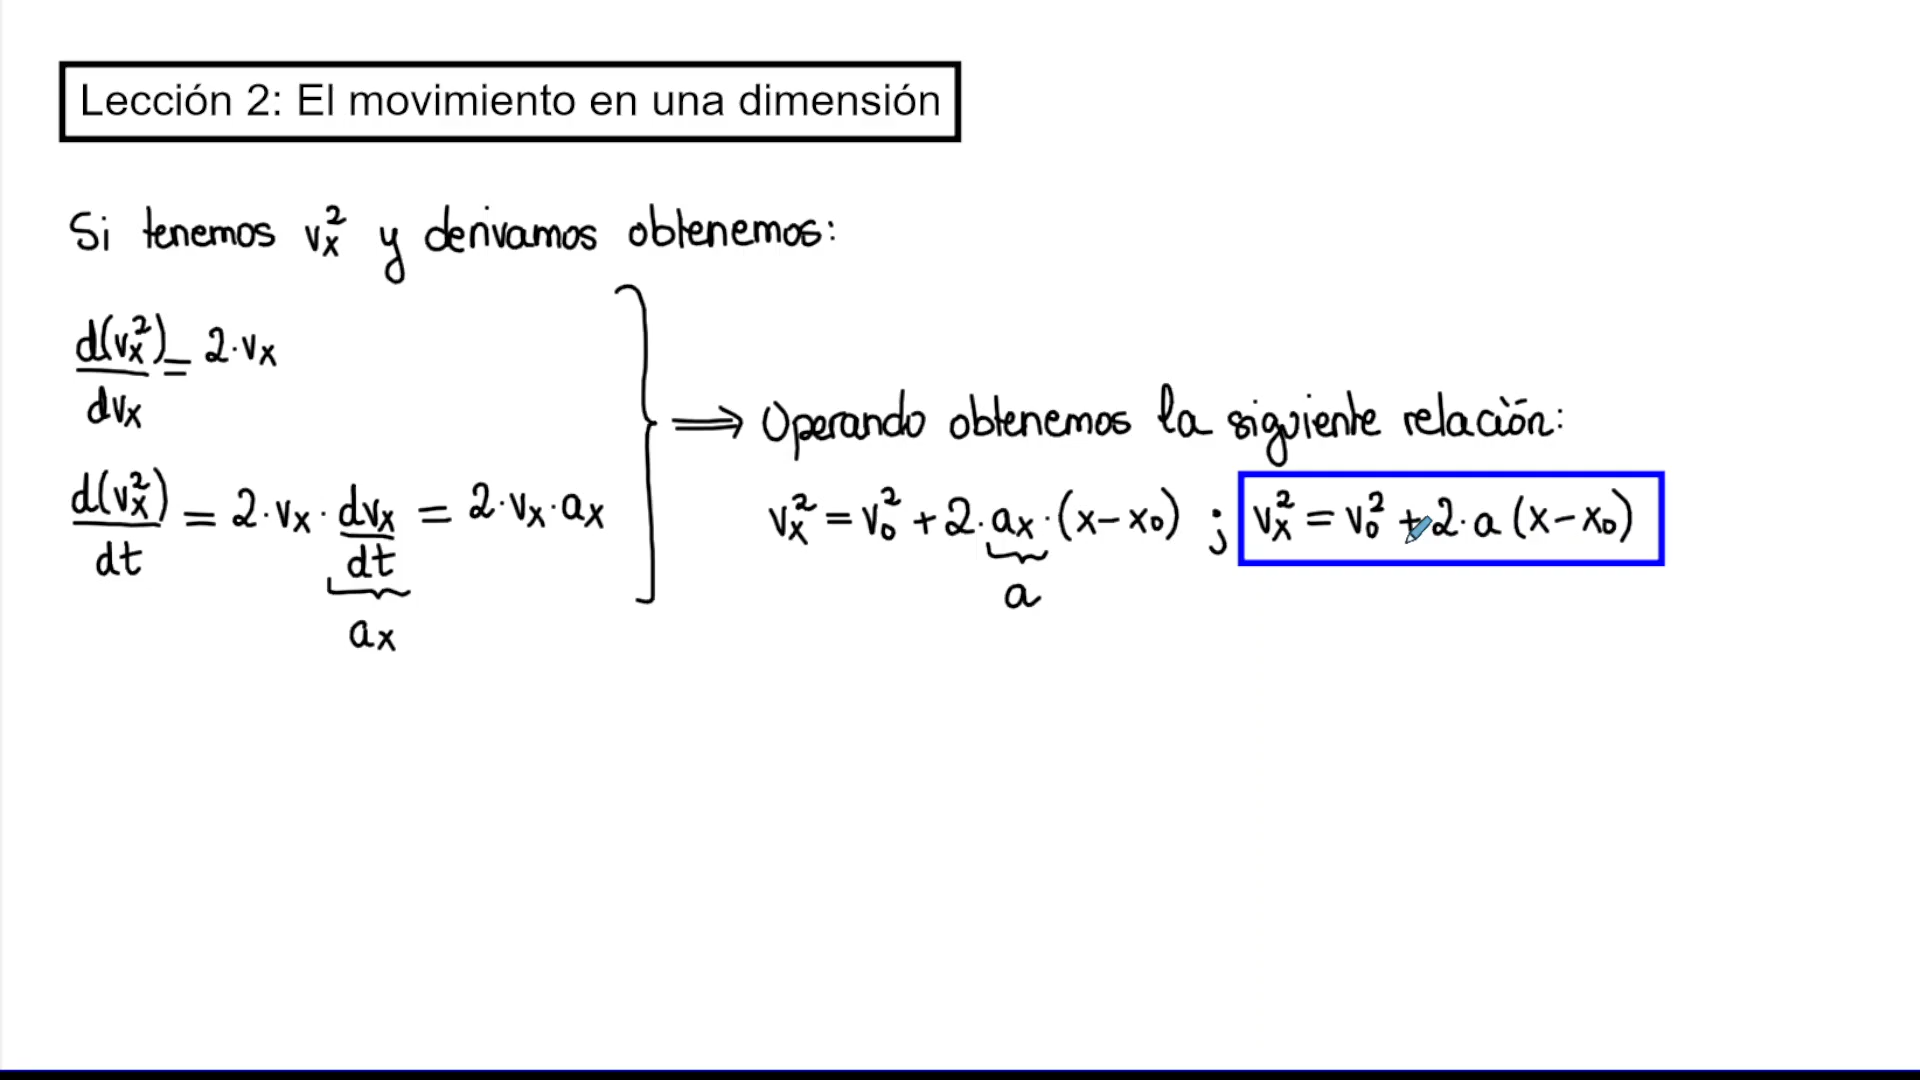 Lección 2: El movimiento en una dimensión
Si tenemos vₓ² y derivamos obtenemos:
d(vₓ²)/dvₓ = 2·vₓ
d(vₓ²)/dt = 2·vₓ·dvₓ/dt = 2·vₓ·aₓ
aₓ
⟹ Operando obtenemos la siguiente relación:
vₓ² = v₀² + 2·aₓ·(x-x₀) ; vₓ² = v₀² + 2·a(x-x₀)
a